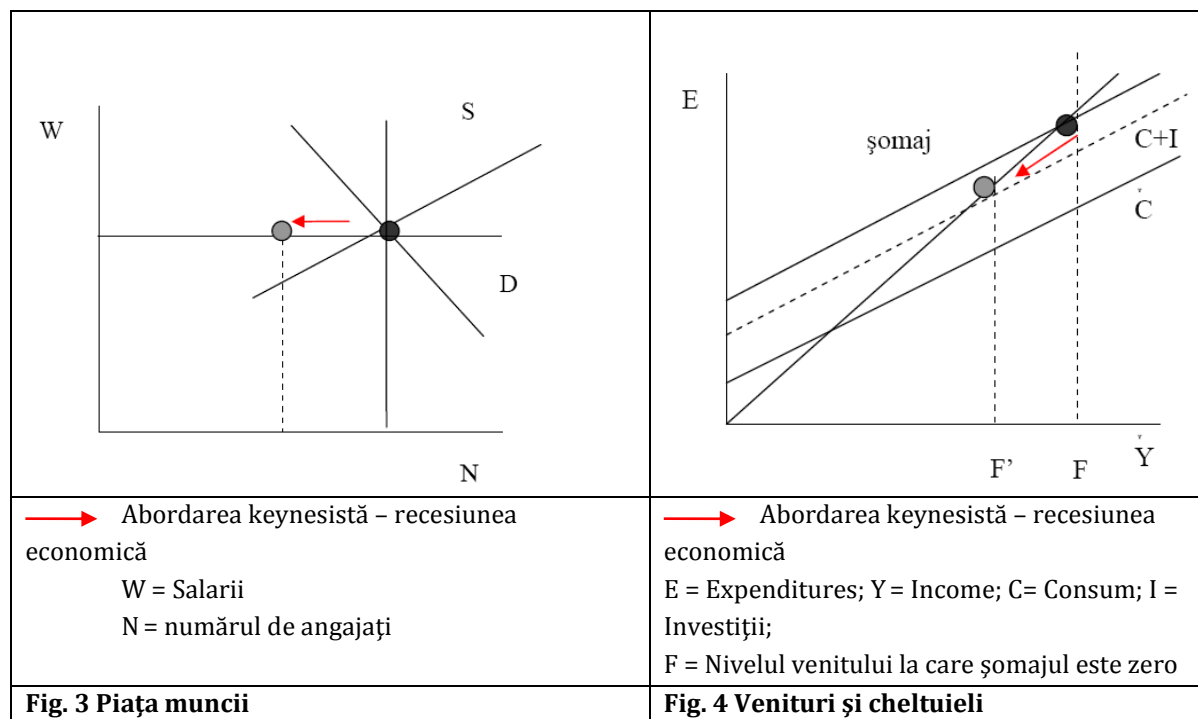 W
S
D
N
E
şomaj
C+I
C
F’
F
Y
Abordarea keynesistă – recesiunea
economică
W = Salarii
N = numărul de angajaţi
Abordarea keynesistă – recesiunea
economică
E = Expenditures; Y = Income; C= Consum; I =
Investiţii;
F = Nivelul venitului la care şomajul este zero
Fig. 3 Piaţa muncii
Fig. 4 Venituri şi cheltuieli